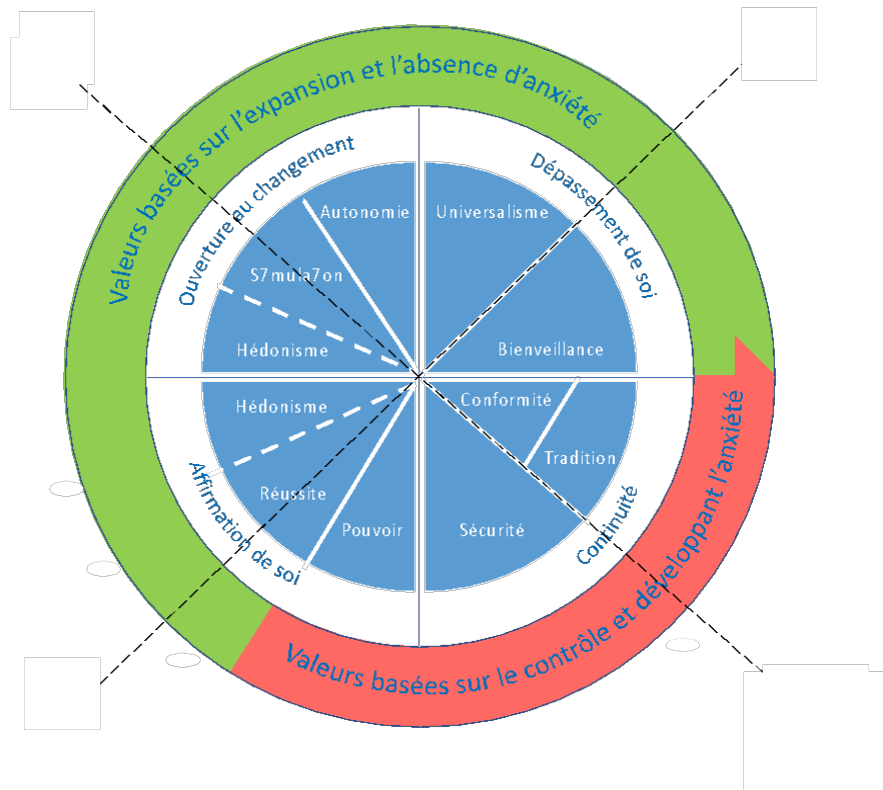 Valeurs basées sur l'expansion et l'absence d'anxiété
Ouverture au changement
Dépassement de soi
Autonomie
Universalisme
S7mula7on
Hédonisme
Bienveillance
Hédonisme
Conformité
Réussite
Tradition
Pouvoir
Sécurité
Affirmation de soi
Continuité
Valeurs basées sur le contrôle et développant l'anxiété